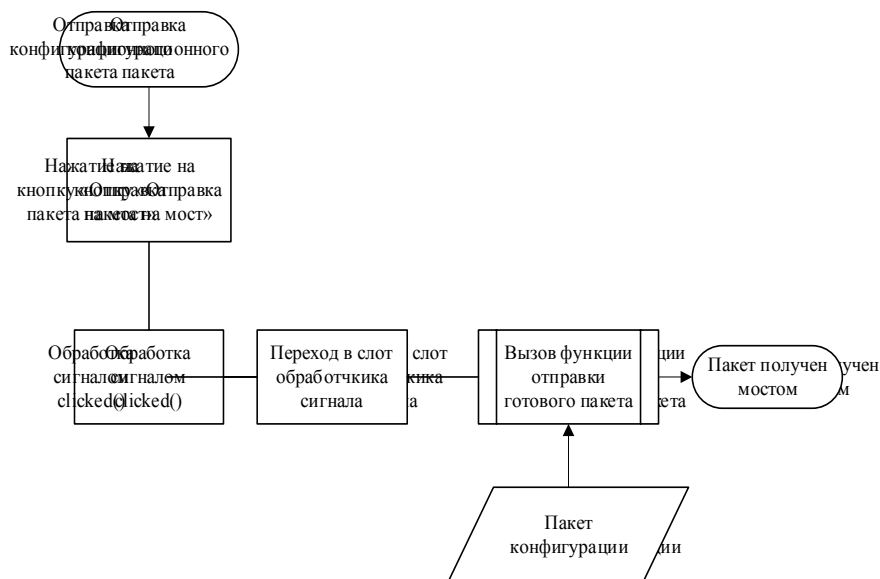 Отправка
конфигурационного
пакета
Нажатие на
кнопку «Отправка
пакета на мост»
Обработка
сигналом
clicked()
Переход в слот
обработчкика
сигнала
Вызов функции
отправки
готового пакета
Пакет получен
мостом
Пакет
конфигурации